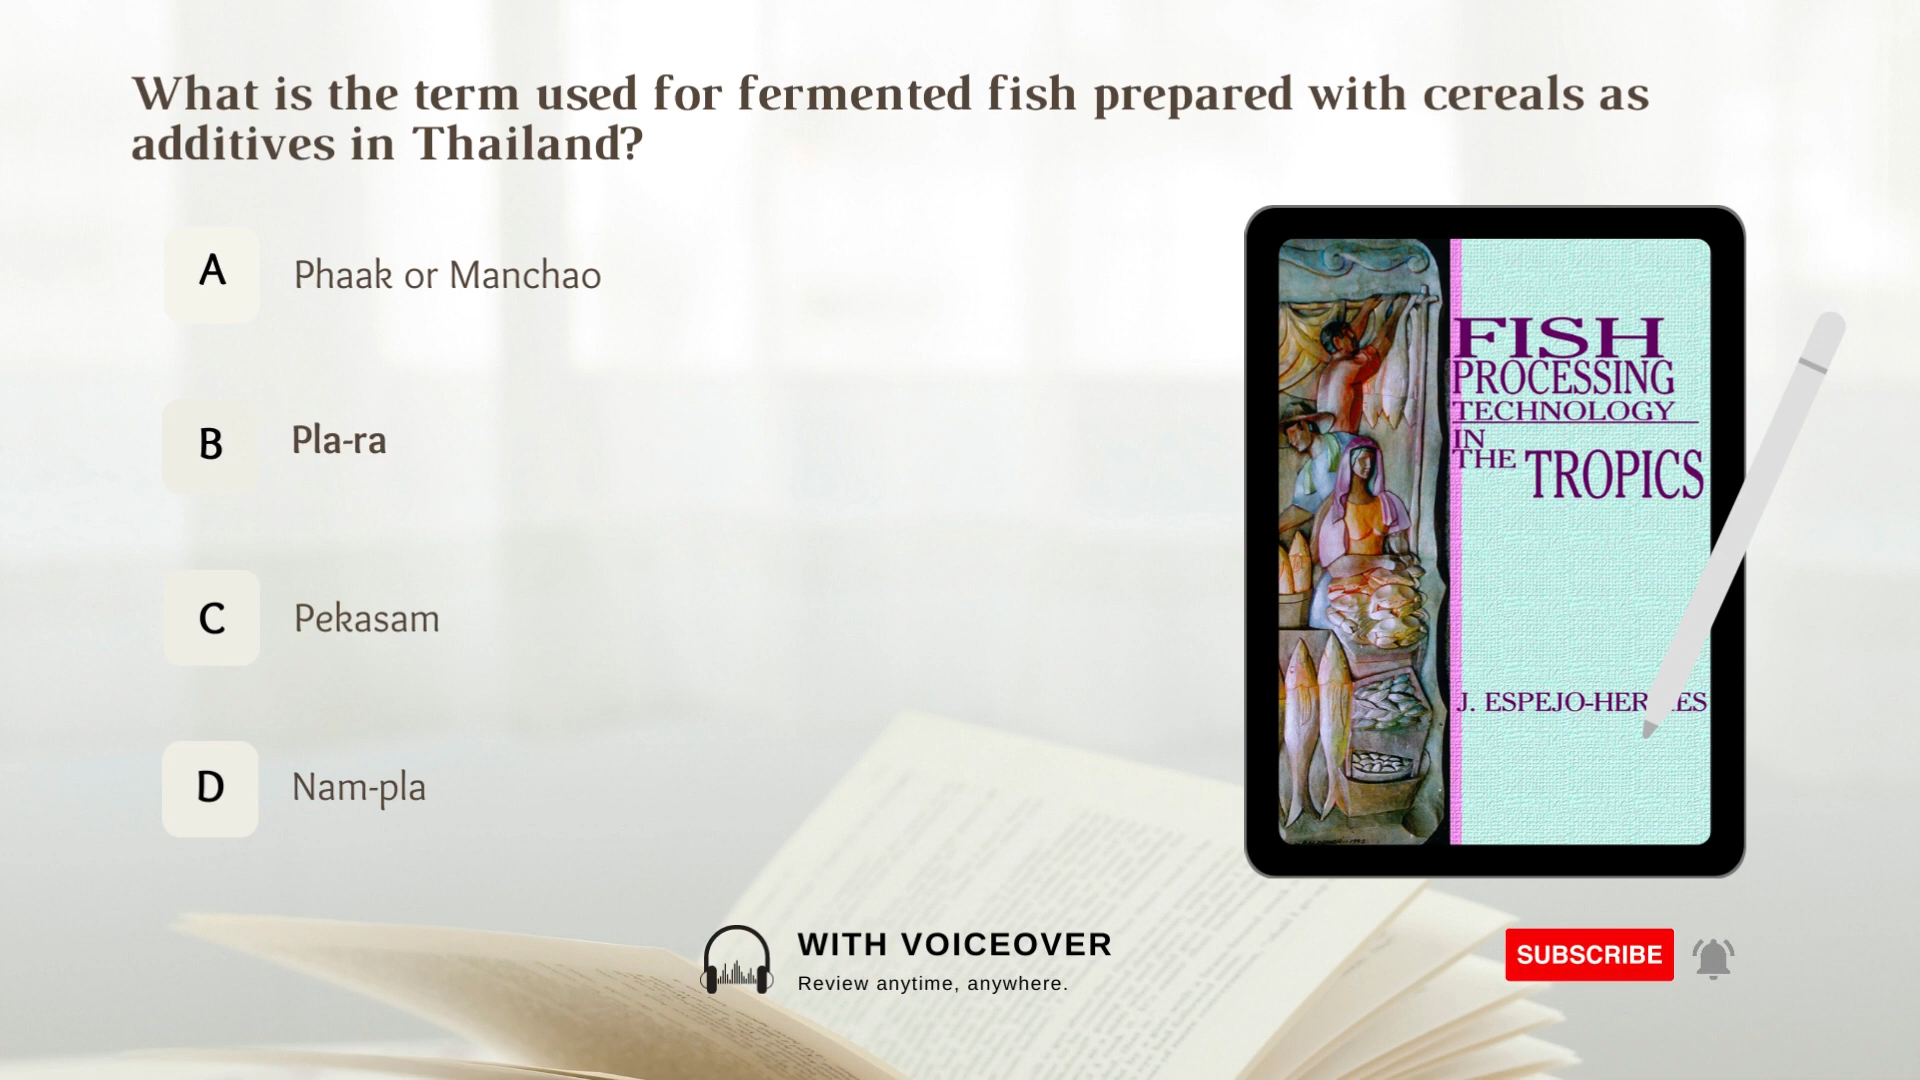 What is the term used for fermented fish prepared with cereals as
additives in Thailand?
A
Phaak or Manchao
B
Pla-ra
C
Pekasam
D
Nam-pla
FISH
PROCESSING
TECHNOLOGY
IN
THE TROPICS
WITH VOICEOVER
Review anytime, anywhere.
SUBSCRIBE